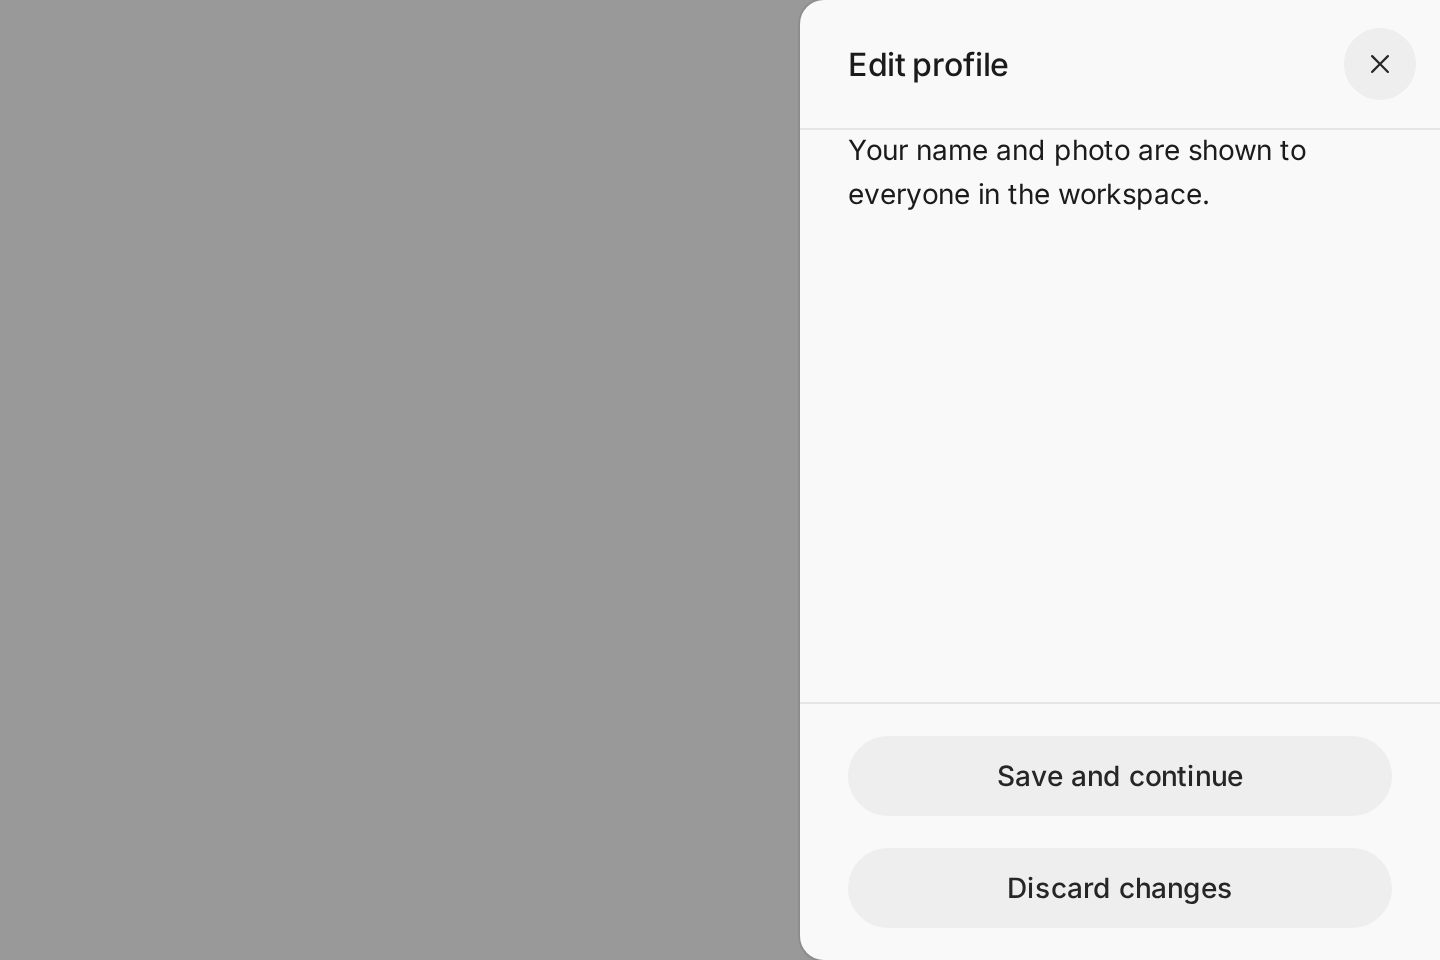 Edit profile
Your name and photo are shown to
everyone in the workspace.
Save and continue
Discard changes